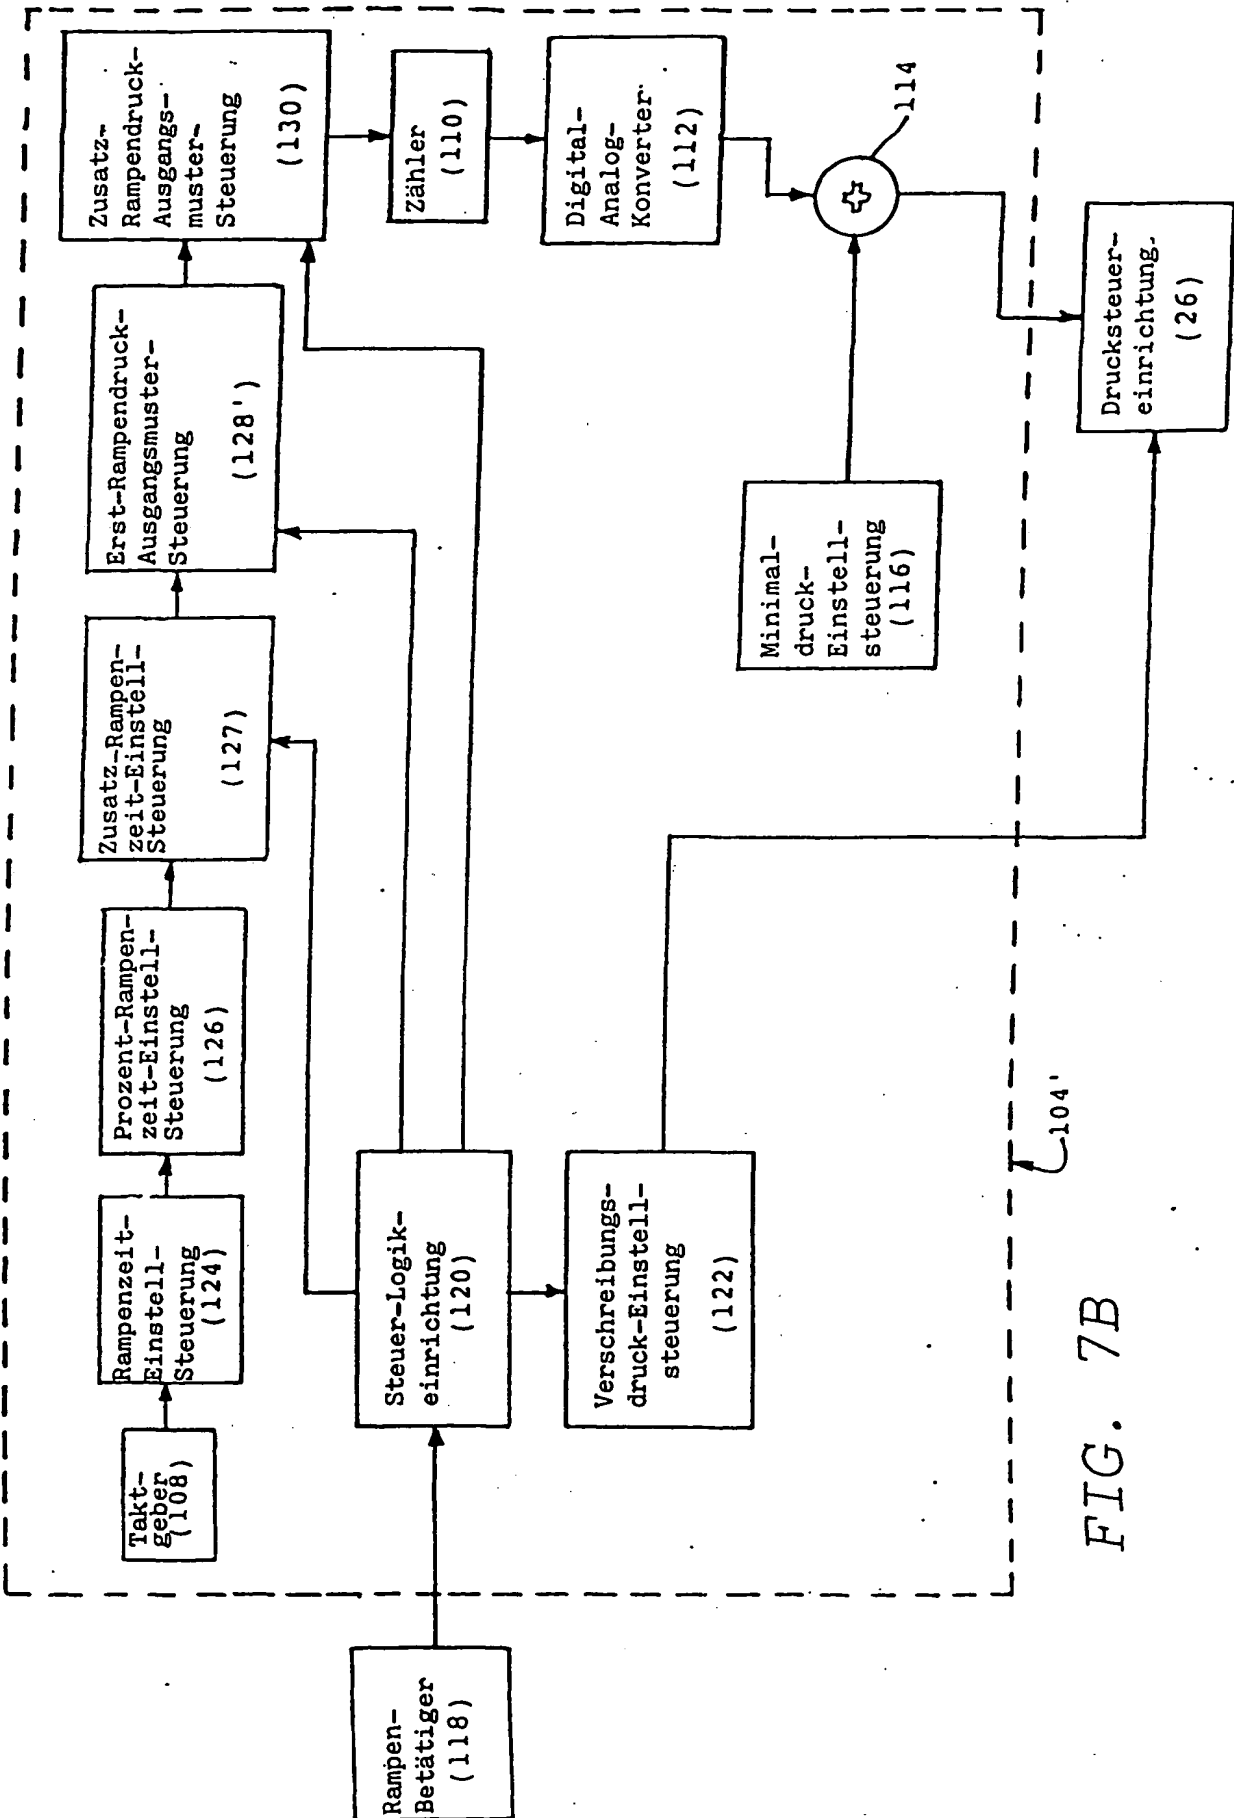 Takt-
geber
(108)
Rampenzeit-
Einstell-
Steuerung
(124)
Prozent-Rampen-
zeit-Einstell-
Steuerung
(126)
Zusatz-Rampen-
zeit-Einstell-
Steuerung
(127)
Erst-Rampendruck-
Ausgangsmuster-
Steuerung
(128')
Zusatz-
Rampendruck-
Ausgangs-
muster-
Steuerung
(130)
Rampen-
Betätiger
(118)
Steuer-Logik-
einrichtung
(120)
Zähler
(110)
Verschreibungs-
druck-Einstell-
steuerung
(122)
Digital-
Analog-
Konverter
(112)
Minimal-
druck-
Einstell-
steuerung
(116)
+
114
104'
Drucksteuer-
einrichtung
(26)
FIG. 7B